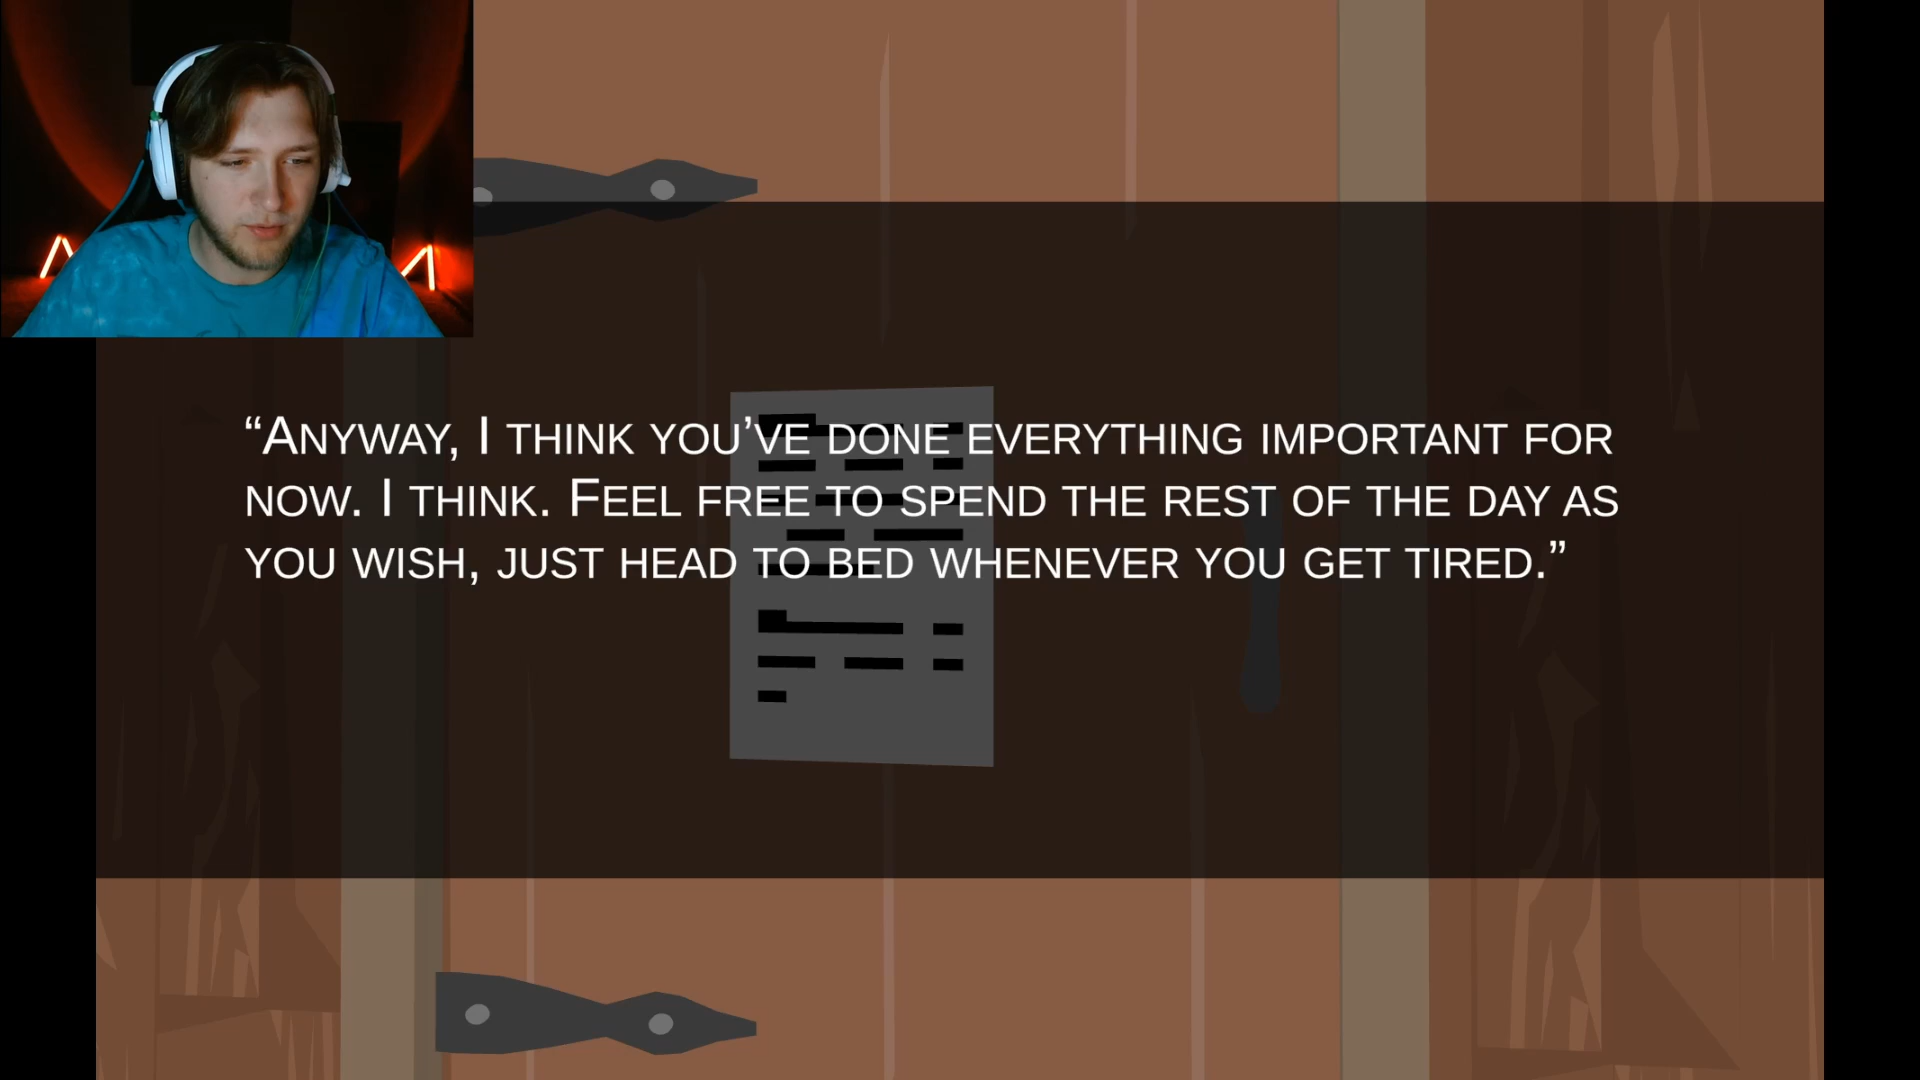 “Anyway, I think you’ve done everything important for
now. I think. Feel free to spend the rest of the day as
you wish, just head to bed whenever you get tired.”